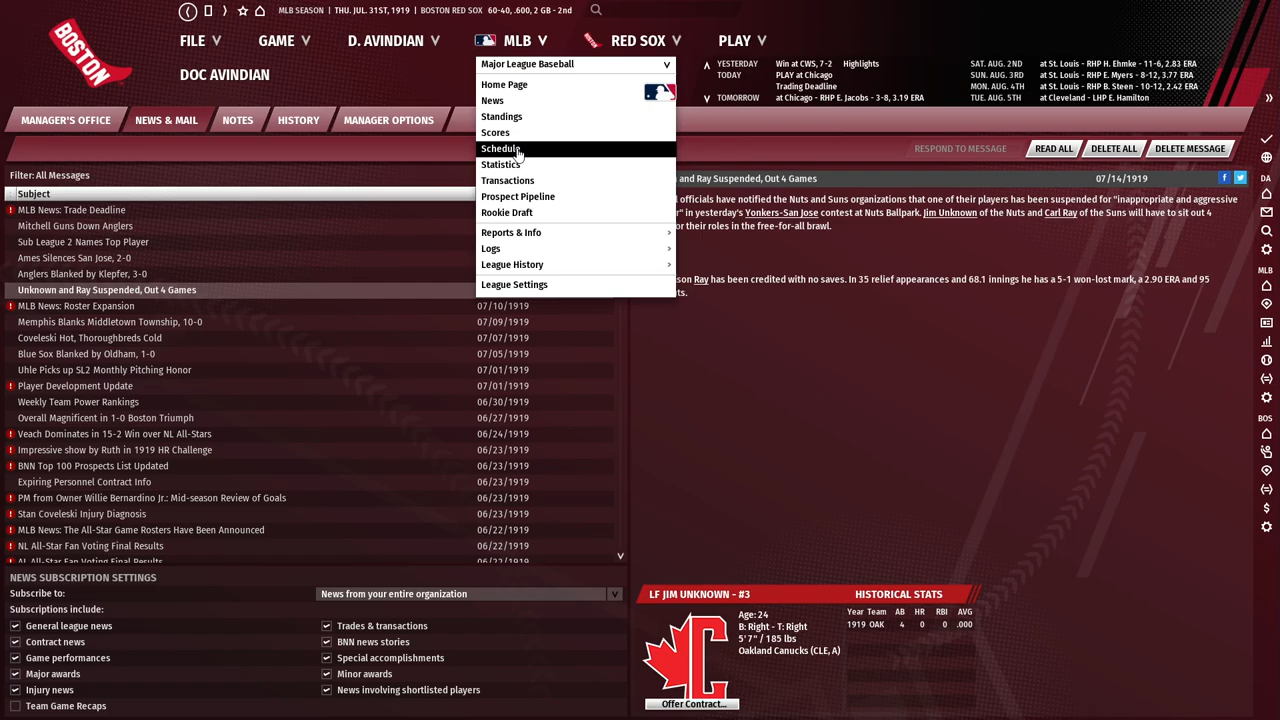 MLB SEASON | THU. JUL. 31ST, 1919 | BOSTON RED SOX 60-40, .600, 2 GB - 2nd
BOSTON
FILE GAME D. AVINDIAN MLB RED SOX PLAY
DOC AVINDIAN
YESTERDAY Win at CWS, 7-2 Highlights
TODAY PLAY at Chicago
Trading Deadline
TOMORROW at Chicago - RHP E. Jacobs - 3-8, 3.19 ERA
SAT. AUG. 2ND at St. Louis - RHP H. Ehmke - 11-6, 2.83 ERA
SUN. AUG. 3RD at St. Louis - RHP E. Myers - 8-12, 3.77 ERA
MON. AUG. 4TH at St. Louis - RHP B. Steen - 10-12, 2.42 ERA
TUE. AUG. 5TH at Cleveland - LHP E. Hamilton
MANAGER'S OFFICE NEWS & MAIL NOTES HISTORY MANAGER OPTIONS
Major League Baseball
Home Page
News
Standings
Scores
Schedule
Statistics
Transactions
Prospect Pipeline
Rookie Draft
Reports & Info
Logs
League History
League Settings
RESPOND TO MESSAGE READ ALL DELETE ALL DELETE MESSAGE
Filter: All Messages
Subject
MLB News: Trade Deadline
Mitchell Guns Down Anglers
Sub League 2 Names Top Player
Ames Silences San Jose, 2-0
Anglers Blanked by Klepfer, 3-0
Unknown and Ray Suspended, Out 4 Games
MLB News: Roster Expansion 07/10/1919
Memphis Blanks Middletown Township, 10-0 07/09/1919
Coveleski Hot, Thoroughbreds Cold 07/07/1919
Blue Sox Blanked by Oldham, 1-0 07/05/1919
Uhle Picks up SL2 Monthly Pitching Honor 07/01/1919
Player Development Update 07/01/1919
Weekly Team Power Rankings 06/30/1919
Overall Magnificent in 1-0 Boston Triumph 06/27/1919
Veach Dominates in 15-2 Win over NL All-Stars 06/24/1919
Impressive show by Ruth in 1919 HR Challenge 06/23/1919
BNN Top 100 Prospects List Updated 06/23/1919
Expiring Personnel Contract Info 06/23/1919
PM from Owner Willie Bernardino Jr.: Mid-season Review of Goals 06/23/1919
Stan Coveleski Injury Diagnosis 06/23/1919
MLB News: The All-Star Game Rosters Have Been Announced 06/22/1919
NL All-Star Fan Voting Final Results 06/22/1919
AL All-Star Fan Voting Final Results 06/22/1919
and Ray Suspended, Out 4 Games 07/14/1919
officials have notified the Nuts and Suns organizations that one of their players has been suspended for "inappropriate and aggressive
" in yesterday's Yonkers-San Jose contest at Nuts Ballpark. Jim Unknown of the Nuts and Carl Ray of the Suns will have to sit out 4
or their roles in the free-for-all brawl.
son Ray has been credited with no saves. In 35 relief appearances and 68.1 innings he has a 5-1 won-lost mark, a 2.90 ERA and 95
ts.
DA
MLB
BOS
NEWS SUBSCRIPTION SETTINGS
Subscribe to: News from your entire organization
Subscriptions include:
General league news Trades & transactions
Contract news BNN news stories
Game performances Special accomplishments
Major awards Minor awards
Injury news News involving shortlisted players
Team Game Recaps
LF JIM UNKNOWN - #3
Age: 24
B: Right - T: Right
5'7" / 185 lbs
Oakland Canucks (CLE, A)
Offer Contract...
HISTORICAL STATS
Year Team AB HR RBI AVG
1919 OAK 4 0 0 .000